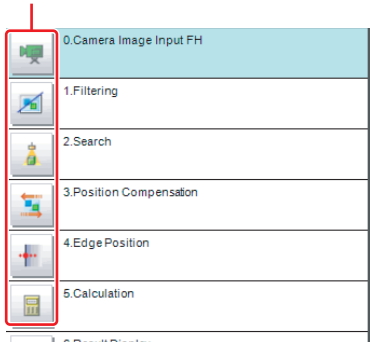 0.Camera Image Input FH
1.Filtering
2.Search
3.Position Compensation
4.Edge Position
5.Calculation